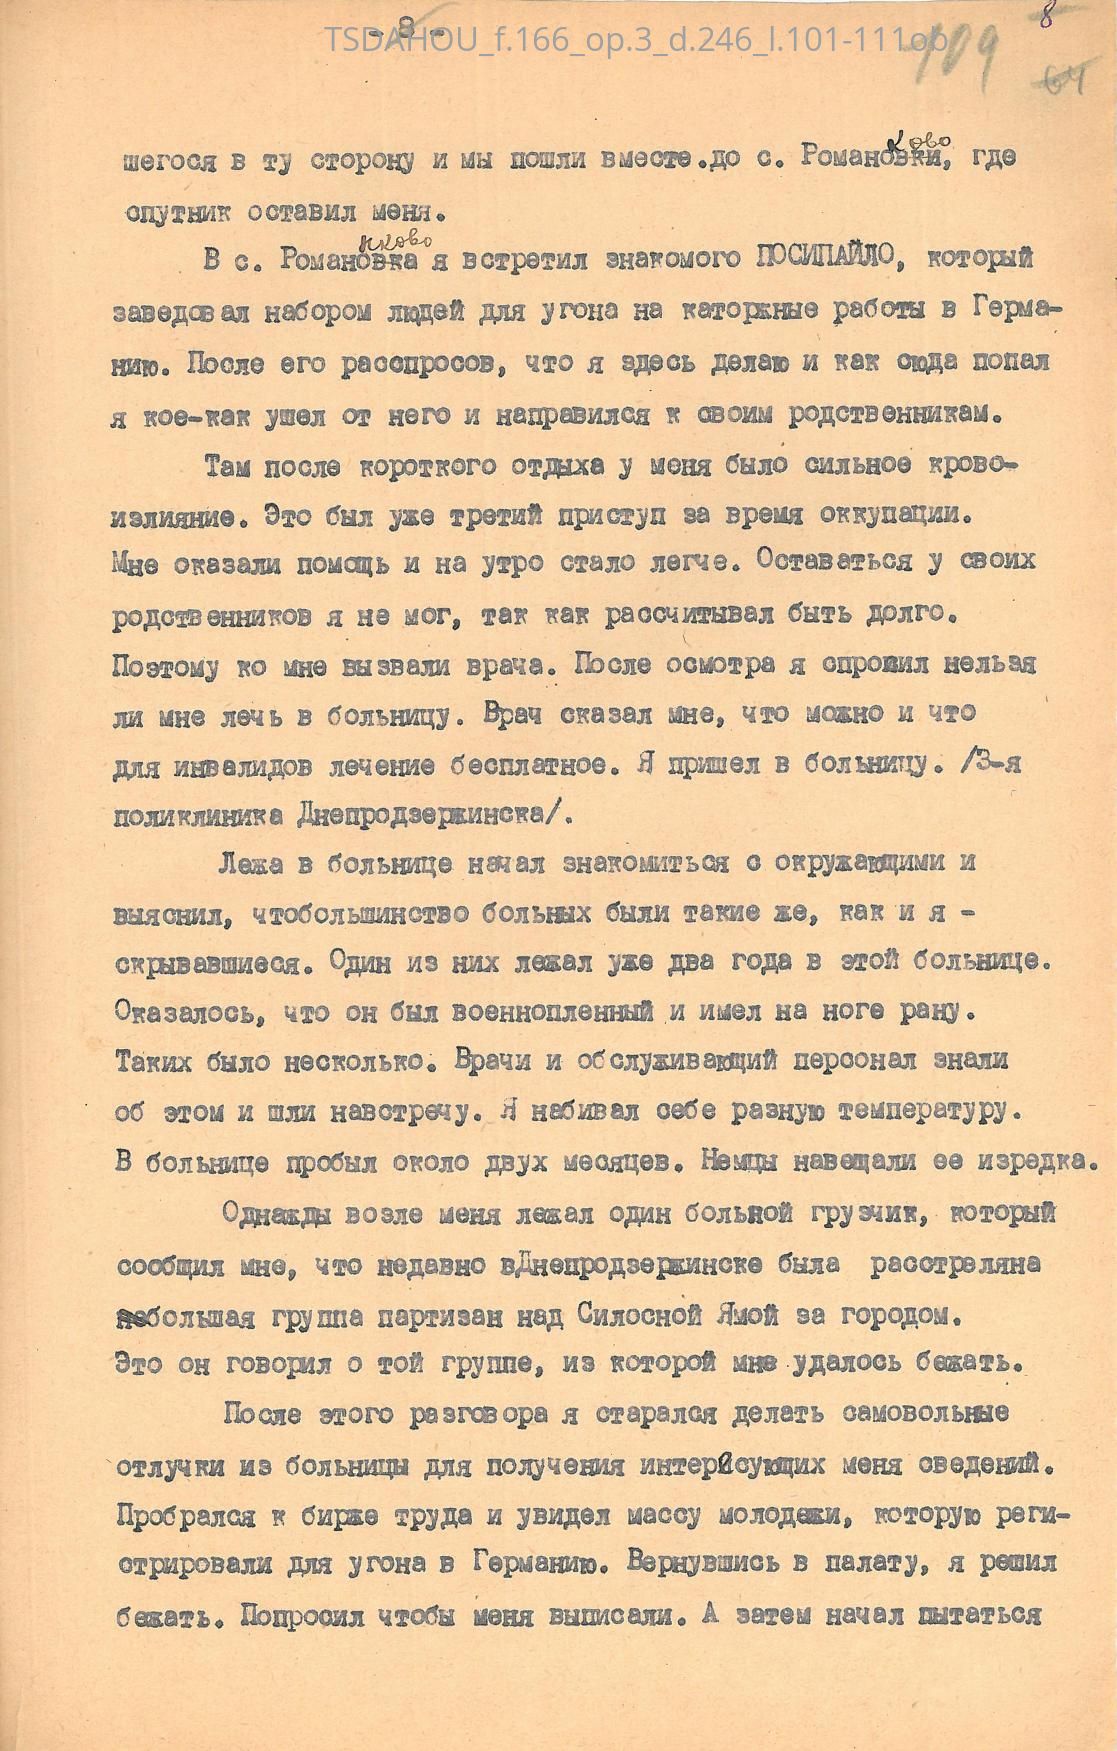 - 8 -
8
TSDAHOU_f.166_op.3_d.246_l.101-111ob
109
64
ково
шегося в ту сторону и мы пошли вместе.до с. Романовки, где
спутник оставил меня.
нково
В с. Романовка я встретил знакомого ПОСИПАЙЛО, который
заведовал набором людей для угона на каторжные работы в Герма-
нию. После его расспросов, что я здесь делаю и как сюда попал
я кое-как ушел от него и направился к своим родственникам.
Там после короткого отдыха у меня было сильное крово-
излияние. Это был уже третий приступ за время оккупации.
Мне оказали помощь и на утро стало легче. Оставаться у своих
родственников я не мог, так как рассчитывал быть долго.
Поэтому ко мне вызвали врача. После осмотра я спросил нельзя
ли мне лечь в больницу. Врач сказал мне, что можно и что
для инвалидов лечение бесплатное. Я пришел в больницу. /3-я
поликлиника Днепродзержинска/.
Лежа в больнице начал знакомиться с окружающими и
выяснил, чтобольшинство больных были такие же, как и я -
скрывавшиеся. Один из них лежал уже два года в этой больнице.
Оказалось, что он был военнопленный и имел на ноге рану.
Таких было несколько. Врачи и обслуживающий персонал знали
об этом и шли навстречу. Я набивал себе разную температуру.
В больнице пробыл около двух месяцев. Немцы навещали ее изредка.
Однажды возле меня лежал один больной грузчик, который
сообщил мне, что недавно вДнепродзержинске была расстреляна
небольшая группа партизан над Силосной Ямой за городом.
Это он говорил о той группе, из которой мне удалось бежать.
После этого разговора я старался делать самовольные
отлучки из больницы для получения интересующих меня сведений.
Пробрался к бирже труда и увидел массу молодежи, которую реги-
стрировали для угона в Германию. Вернувшись в палату, я решил
бежать. Попросил чтобы меня выписали. А затем начал пытаться